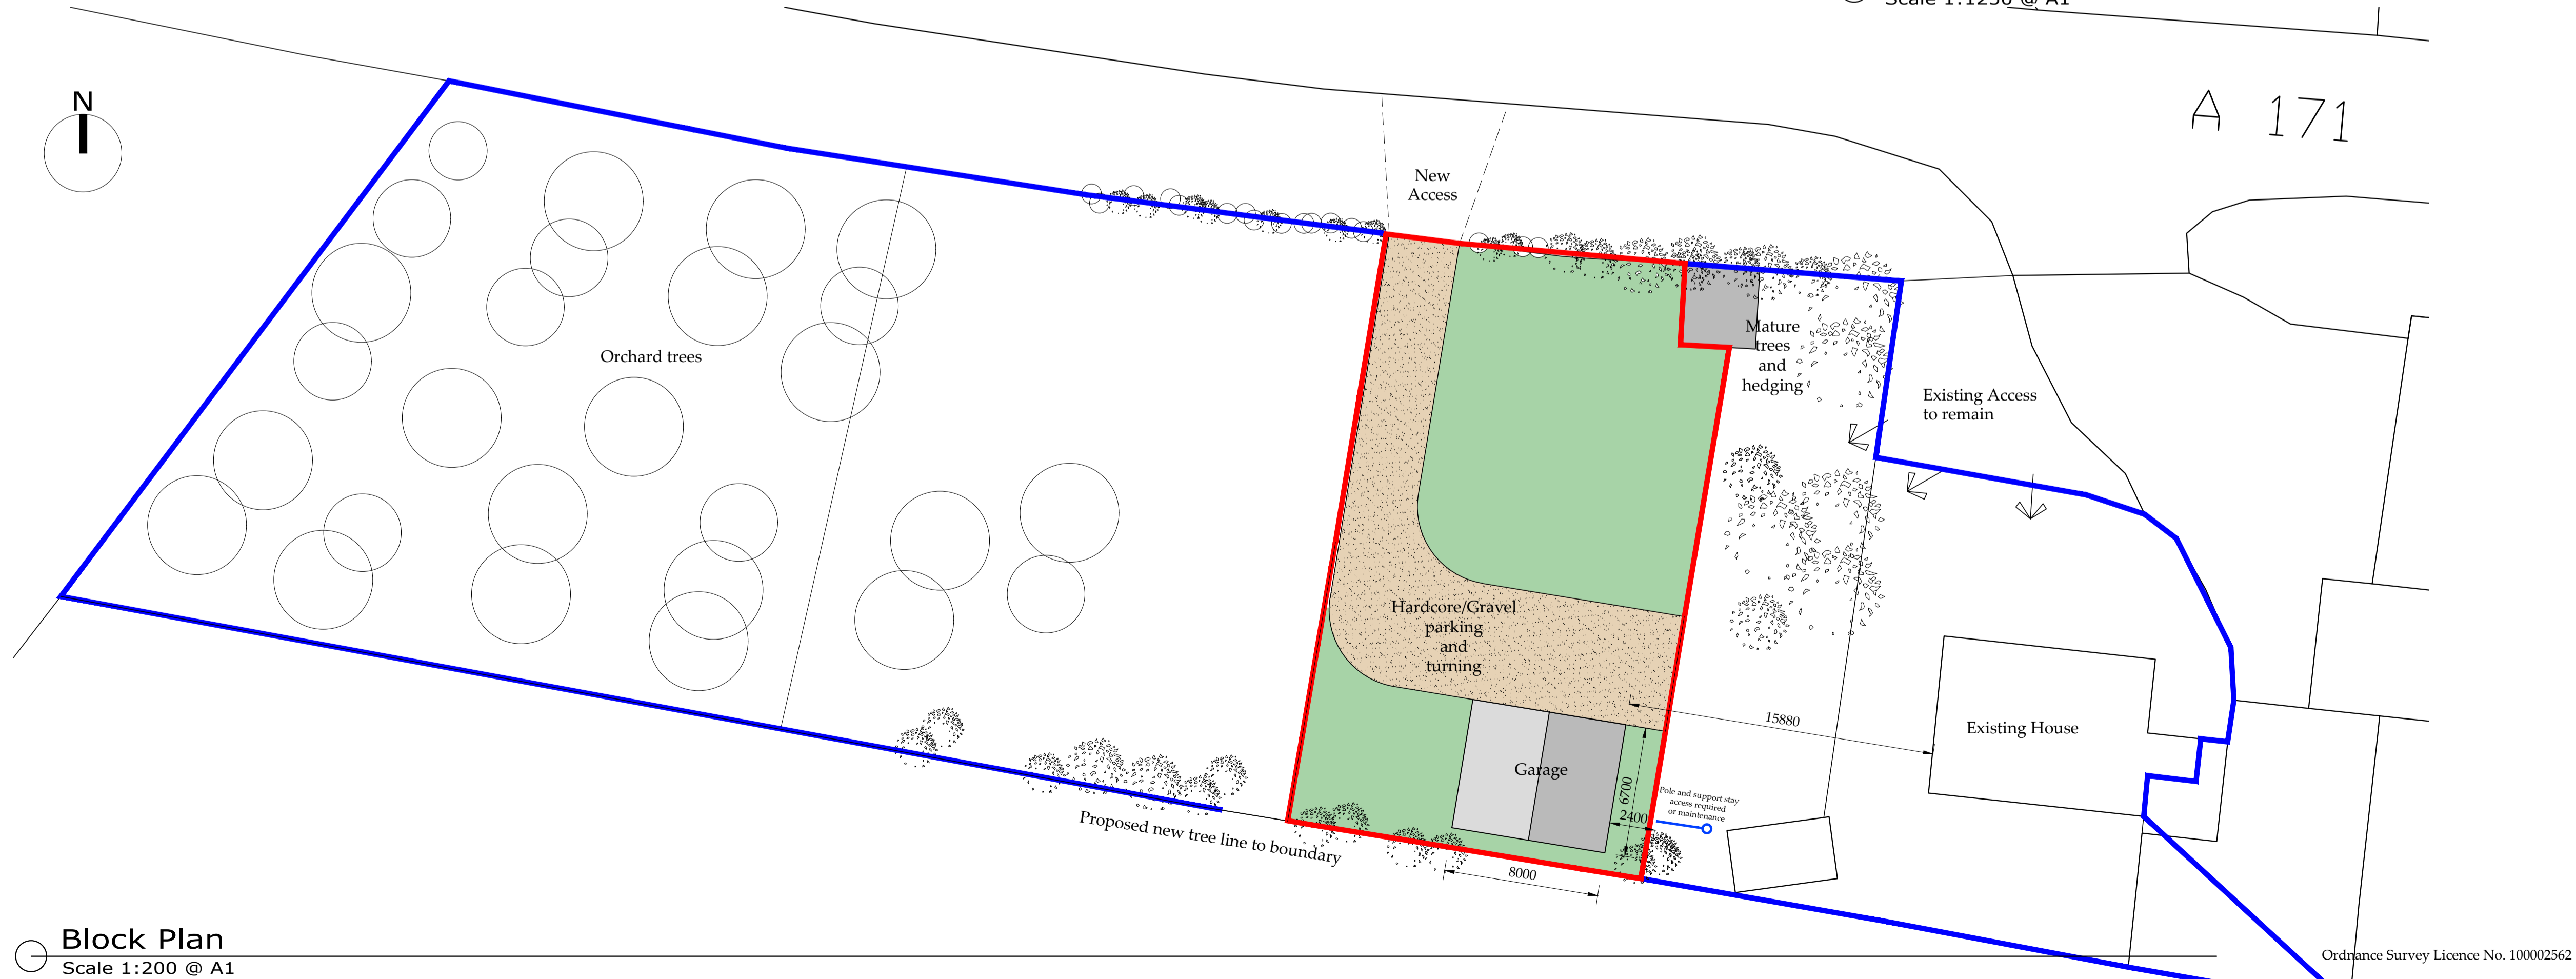 Scale 1:1250 @ A1
N
A 171
New
Access
Mature
trees
and
hedging
Orchard trees
Existing Access
to remain
Hardcore/Gravel
parking
and
turning
15880
Existing House
Garage
6700
2400
Pole and support stay
access required
or maintenance
Proposed new tree line to boundary
8000
Block Plan
Scale 1:200 @ A1
Ordnance Survey Licence No. 100002562